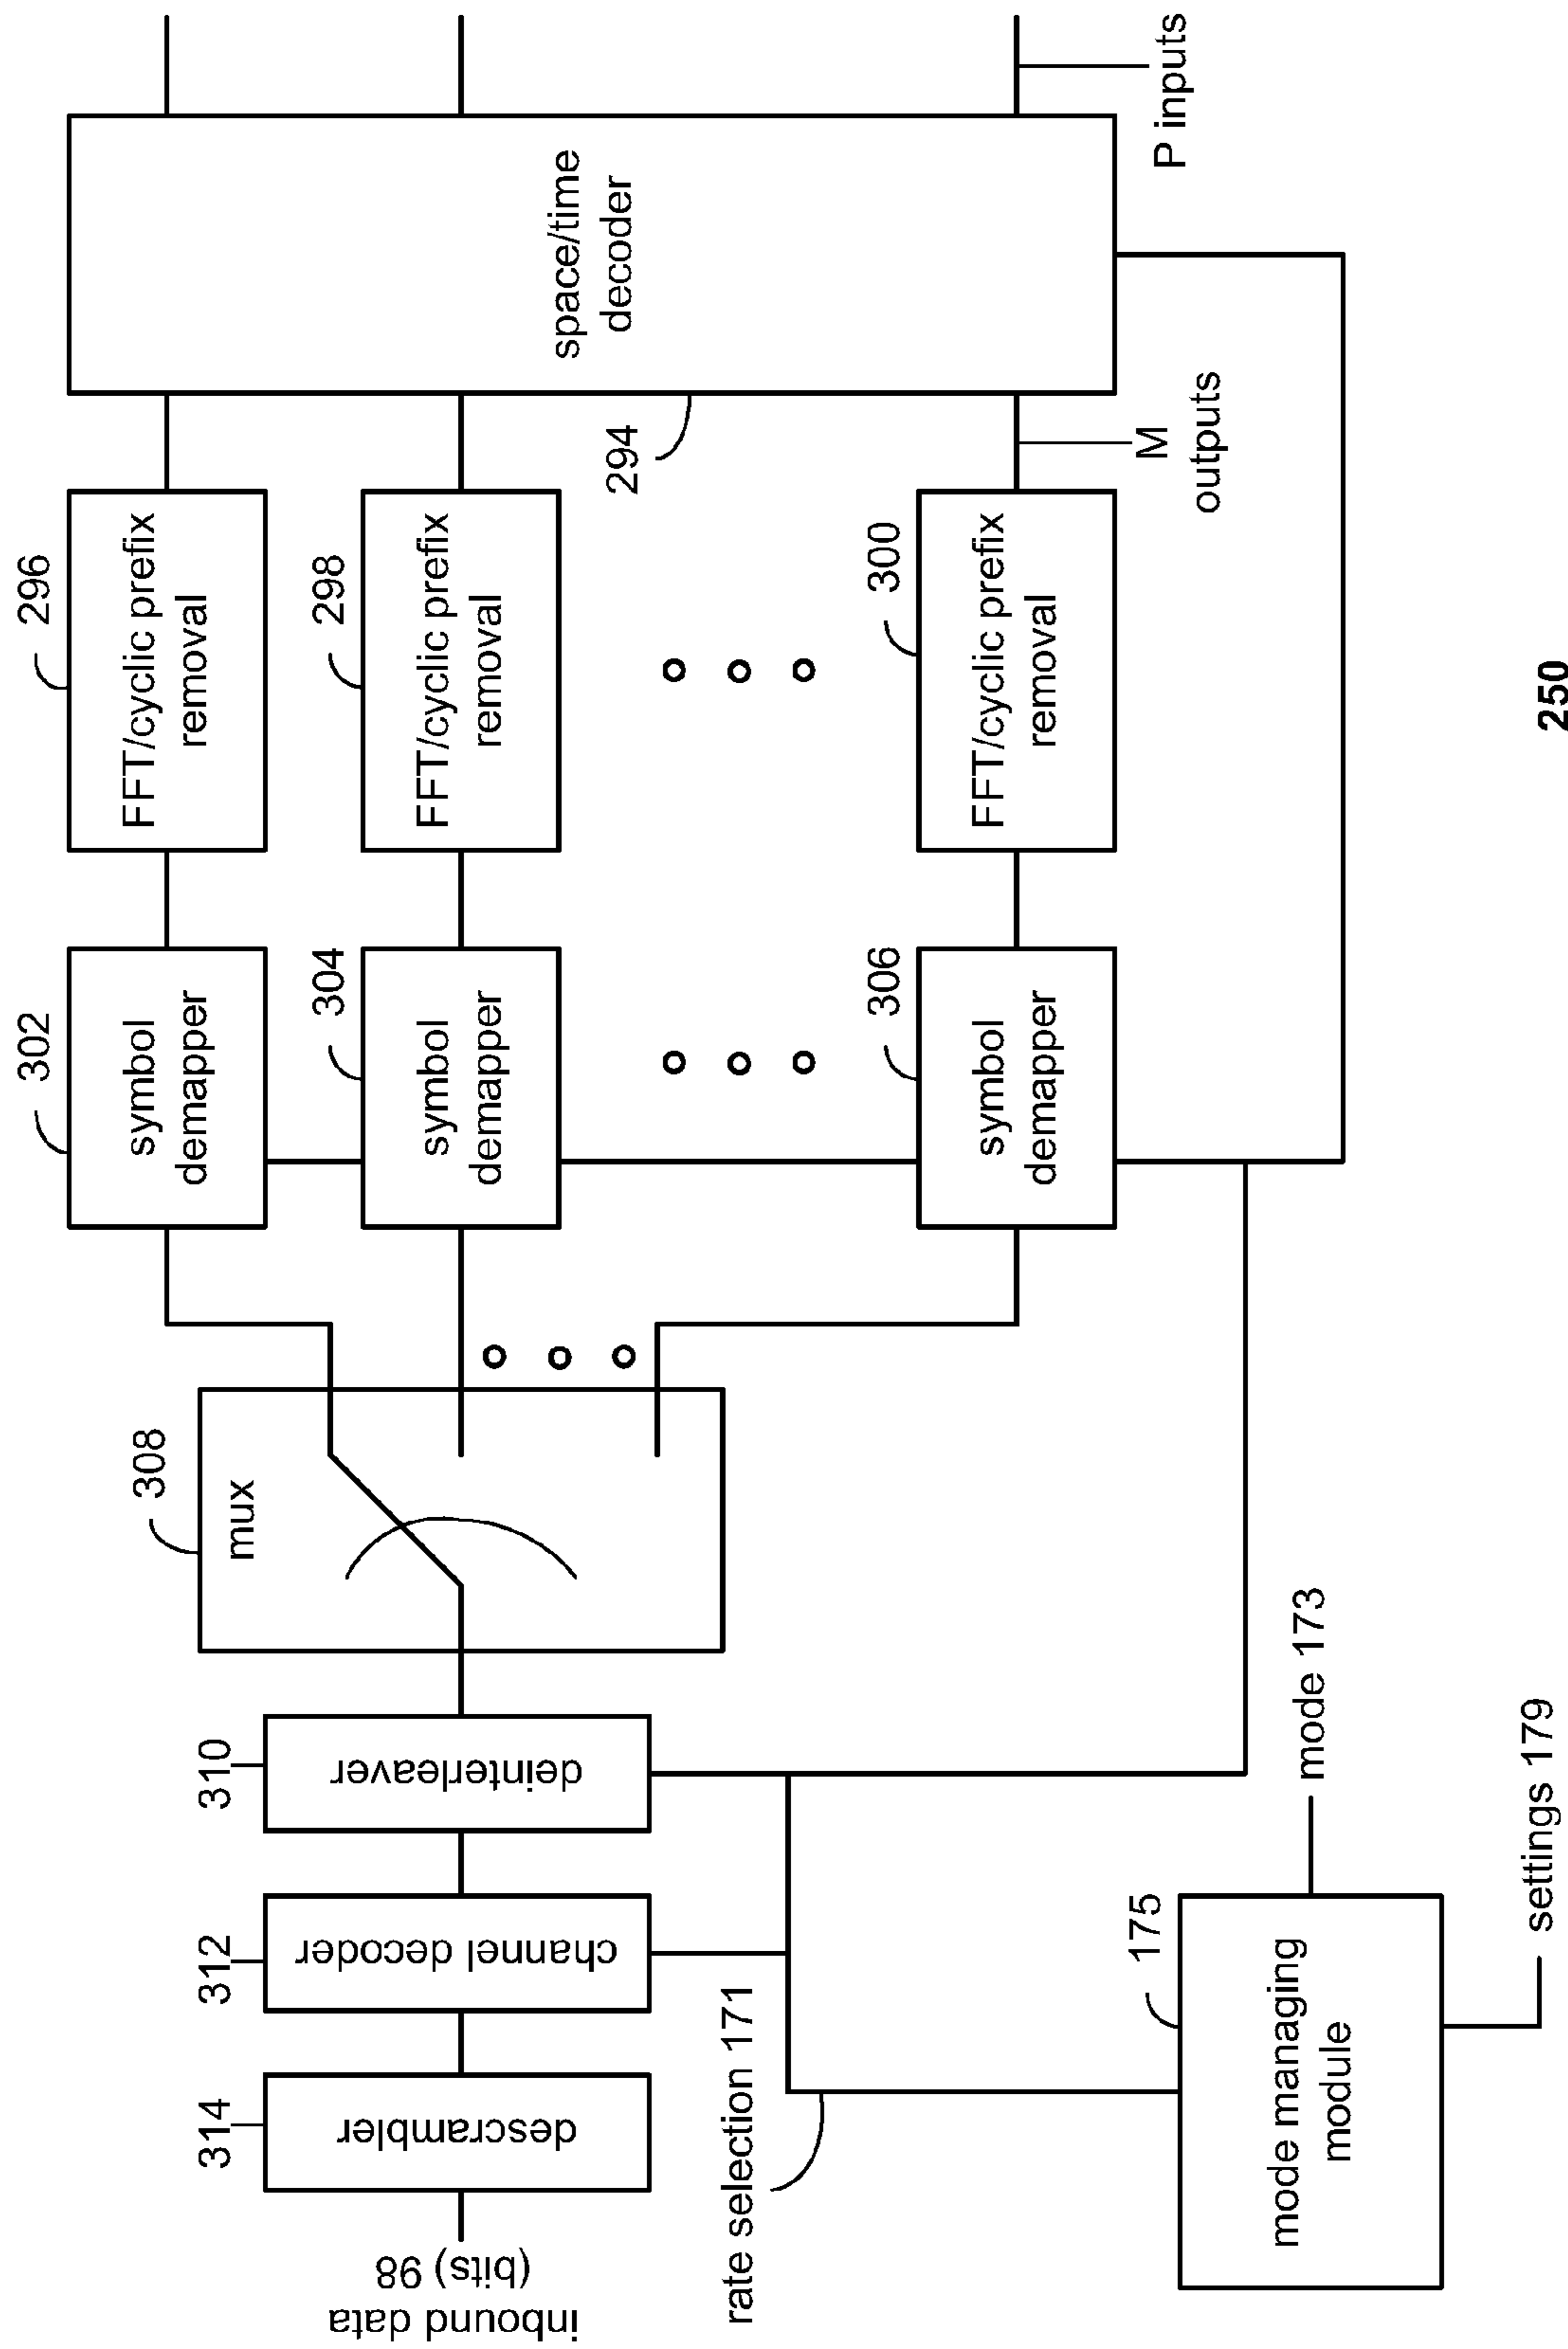 302
symbol
demapper
296
FFT/cyclic prefix
removal
304
symbol
demapper
298
FFT/cyclic prefix
removal
306
symbol
demapper
300
FFT/cyclic prefix
removal
space/time
decoder
294
M
outputs
P inputs
308
mux
310
deinterleaver
312
channel decoder
314
descrambler
inbound data
(bits) 98
rate selection 171
175
mode managing
module
mode 173
settings 179
250